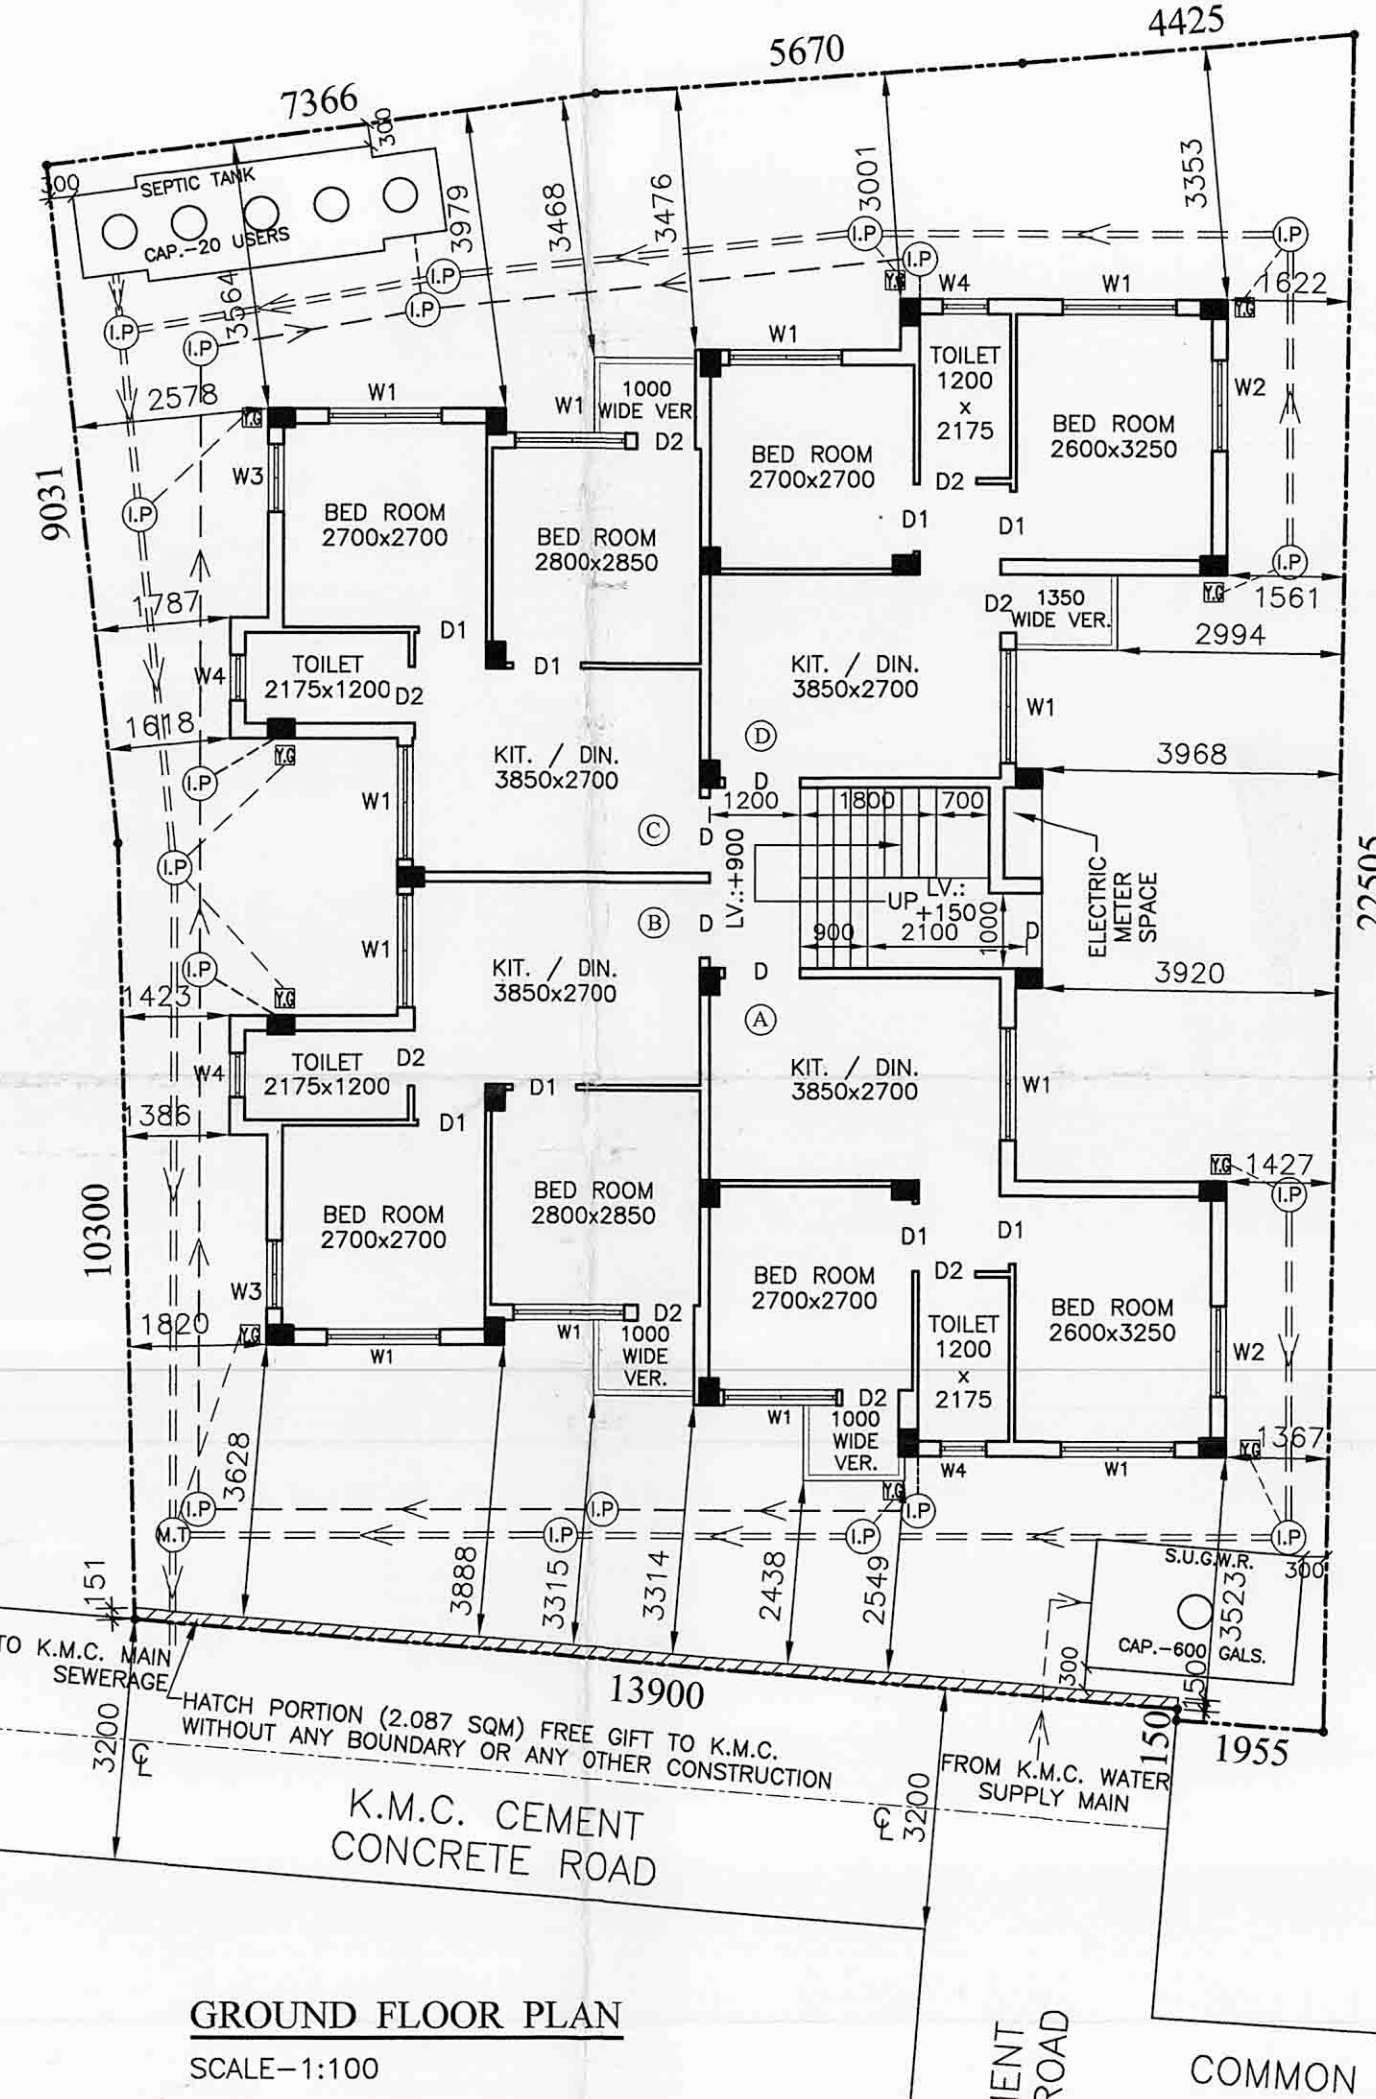 4425
5670
7366
300
300
SEPTIC TANK
CAP.-20 USERS
3979
3468
3476
3001
3353
I.P
I.P
I.P
I.P
Y.G
W4
W1
Y.G
1622
3564
I.P
I.P
I.P
W1
TOILET
1200
x
2175
W2
2578
Y.G
W1
W1
1000
WIDE VER.
D2
BED ROOM
2600x3250
BED ROOM
2700x2700
D2
9031
W3
I.P
BED ROOM
2700x2700
BED ROOM
2800x2850
D1
D1
I.P
Y.G
1561
1787
D1
D2
1350
WIDE VER.
2994
TOILET
2175x1200
W4
D2
D1
KIT. / DIN.
3850x2700
W1
1618
Y.G
I.P
KIT. / DIN.
3850x2700
D
D
3968
W1
C
D
1200
1800
700
LV.:+900
22505
I.P
B
D
UP
LV.:
+1500
1000
ELECTRIC
METER
SPACE
W1
900
2100
D
I.P
KIT. / DIN.
3850x2700
D
3920
1423
Y.G
A
TOILET
2175x1200
D2
W4
D1
KIT. / DIN.
3850x2700
W1
1386
D1
Y.G
1427
I.P
10300
BED ROOM
2700x2700
BED ROOM
2800x2850
D1
D1
BED ROOM
2700x2700
D2
BED ROOM
2600x3250
W3
1820
Y.G
W1
W1
D2
1000
WIDE
VER.
TOILET
1200
x
2175
W2
W1
D2
1000
WIDE
VER.
W4
W1
Y.G
1367
3628
Y.G
I.P
I.P
I.P
M.T
I.P
I.P
I.P
151
3888
3315
3314
2438
2549
S.U.G.W.R.
300
3523
CAP.-600 GALS.
300
150
TO K.M.C. MAIN
SEWERAGE
13900
HATCH PORTION (2.087 SQM) FREE GIFT TO K.M.C.
WITHOUT ANY BOUNDARY OR ANY OTHER CONSTRUCTION
3200
CL
150
1955
FROM K.M.C. WATER
SUPPLY MAIN
K.M.C. CEMENT
CONCRETE ROAD
CL
3200
GROUND FLOOR PLAN
SCALE-1:100
MENT
ROAD
COMMON